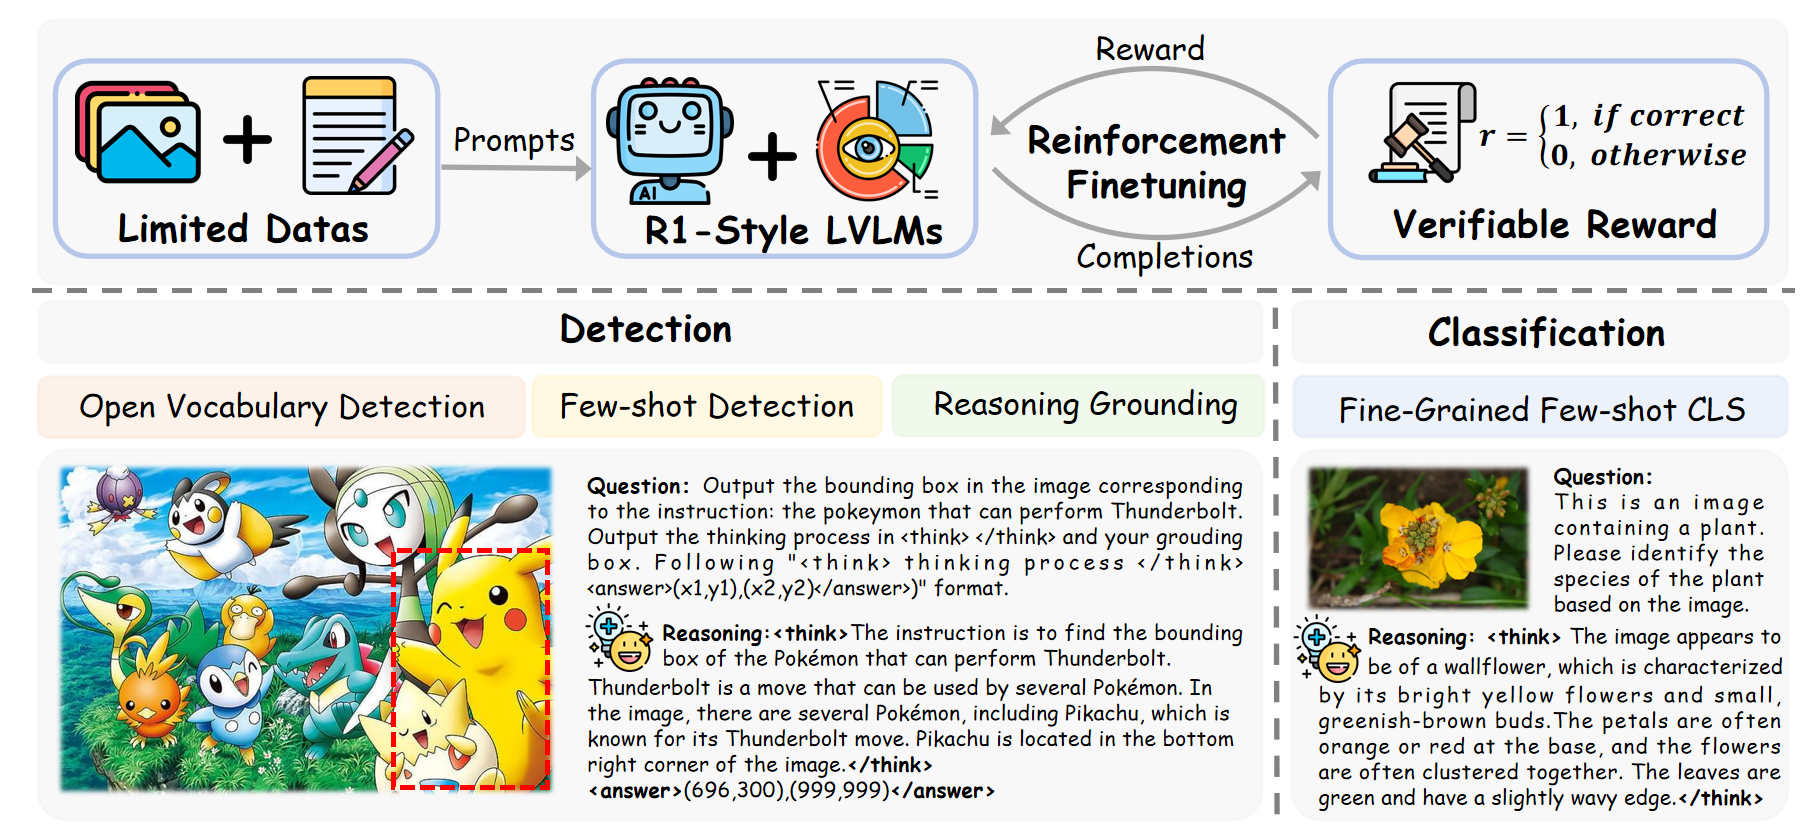 Limited Datas
Prompts
AI
R1-Style LVLMs
Reward
Reinforcement
Finetuning
Completions
r = {1, if correct
0, otherwise
Verifiable Reward
Detection
Open Vocabulary Detection
Few-shot Detection
Reasoning Grounding
Question: Output the bounding box in the image corresponding
to the instruction: the pokeymon that can perform Thunderbolt.
Output the thinking process in <think> </think> and your grouding
box. Following "<think> thinking process </think>
<answer>(x1,y1),(x2,y2)</answer>)" format.
Reasoning:<think>The instruction is to find the bounding
box of the Pokémon that can perform Thunderbolt.
Thunderbolt is a move that can be used by several Pokémon. In
the image, there are several Pokémon, including Pikachu, which is
known for its Thunderbolt move. Pikachu is located in the bottom
right corner of the image.</think>
<answer>(696,300),(999,999)</answer>
Classification
Fine-Grained Few-shot CLS
Question:
This is an image
containing a plant.
Please identify the
species of the plant
based on the image.
Reasoning: <think> The image appears to
be of a wallflower, which is characterized
by its bright yellow flowers and small,
greenish-brown buds.The petals are often
orange or red at the base, and the flowers
are often clustered together. The leaves are
green and have a slightly wavy edge.</think>